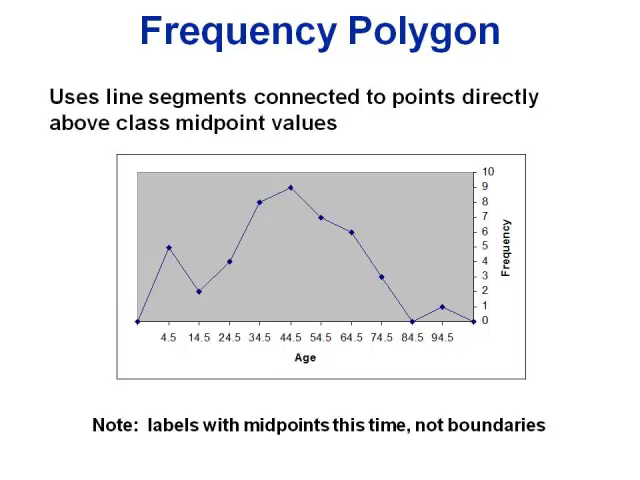 Frequency Polygon
Uses line segments connected to points directly
above class midpoint values
10
9
8
7
6
5
4
3
2
1
0
Frequency
4.5 14.5 24.5 34.5 44.5 54.5 64.5 74.5 84.5 94.5
Age
Note: labels with midpoints this time, not boundaries